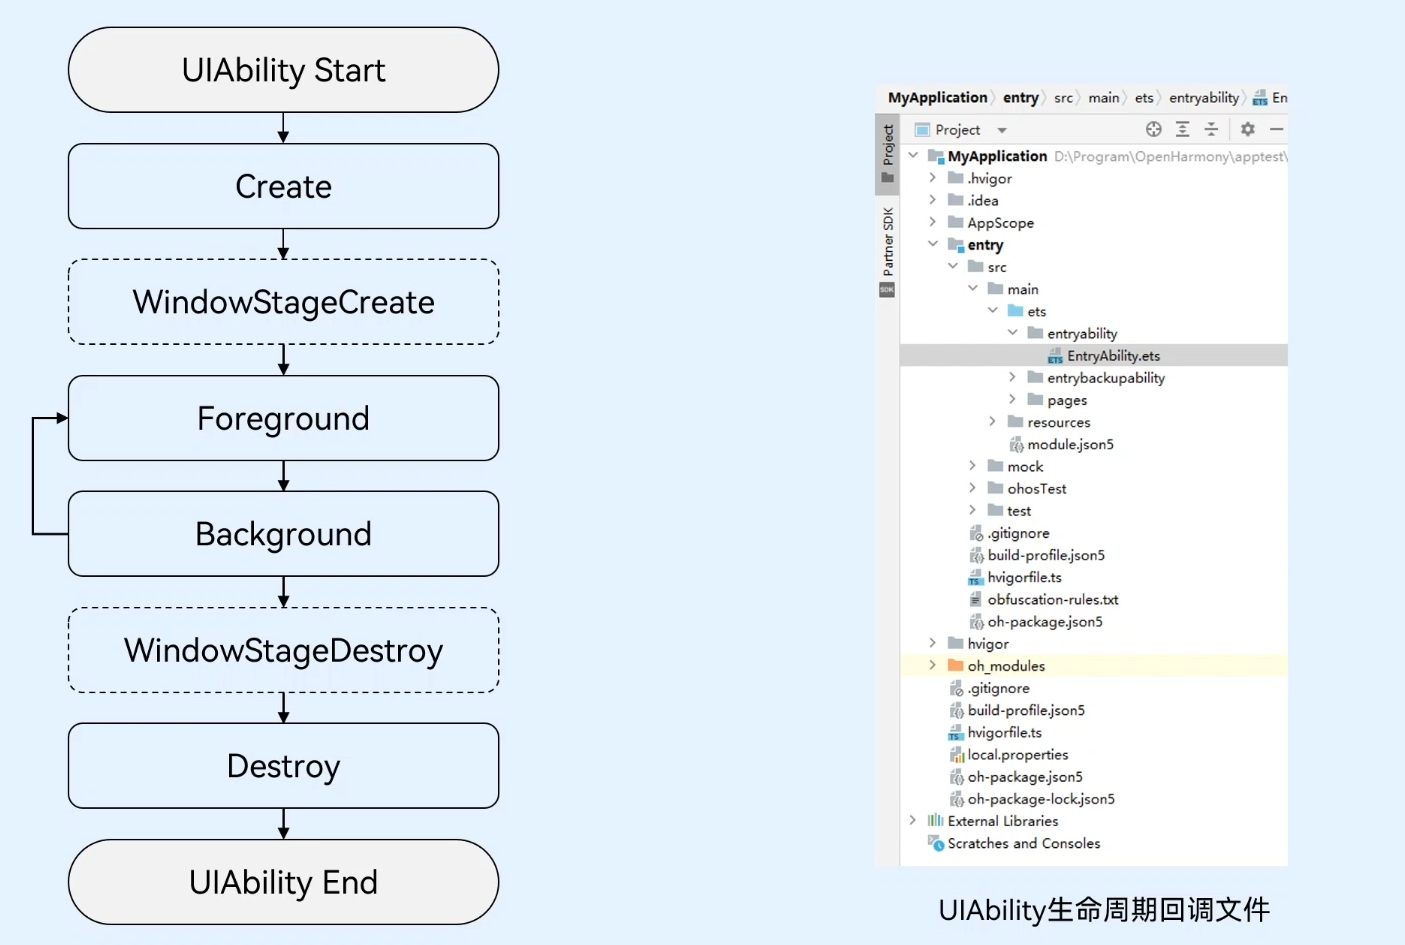 UIAbility Start
Create
WindowStageCreate
Foreground
Background
WindowStageDestroy
Destroy
UIAbility End
MyApplication entry src main ets entryability ETS En
Project
Partner SDK
SDK
Project
MyApplication D:\Program\OpenHarmony\apptest\
.hvigor
.idea
AppScope
entry
src
main
ets
entryability
ETS EntryAbility.ets
entrybackupability
pages
resources
module.json5
mock
ohosTest
test
.gitignore
build-profile.json5
TS hvigorfile.ts
obfuscation-rules.txt
oh-package.json5
hvigor
oh_modules
.gitignore
build-profile.json5
TS hvigorfile.ts
local.properties
oh-package.json5
oh-package-lock.json5
External Libraries
Scratches and Consoles
UIAbility生命周期回调文件